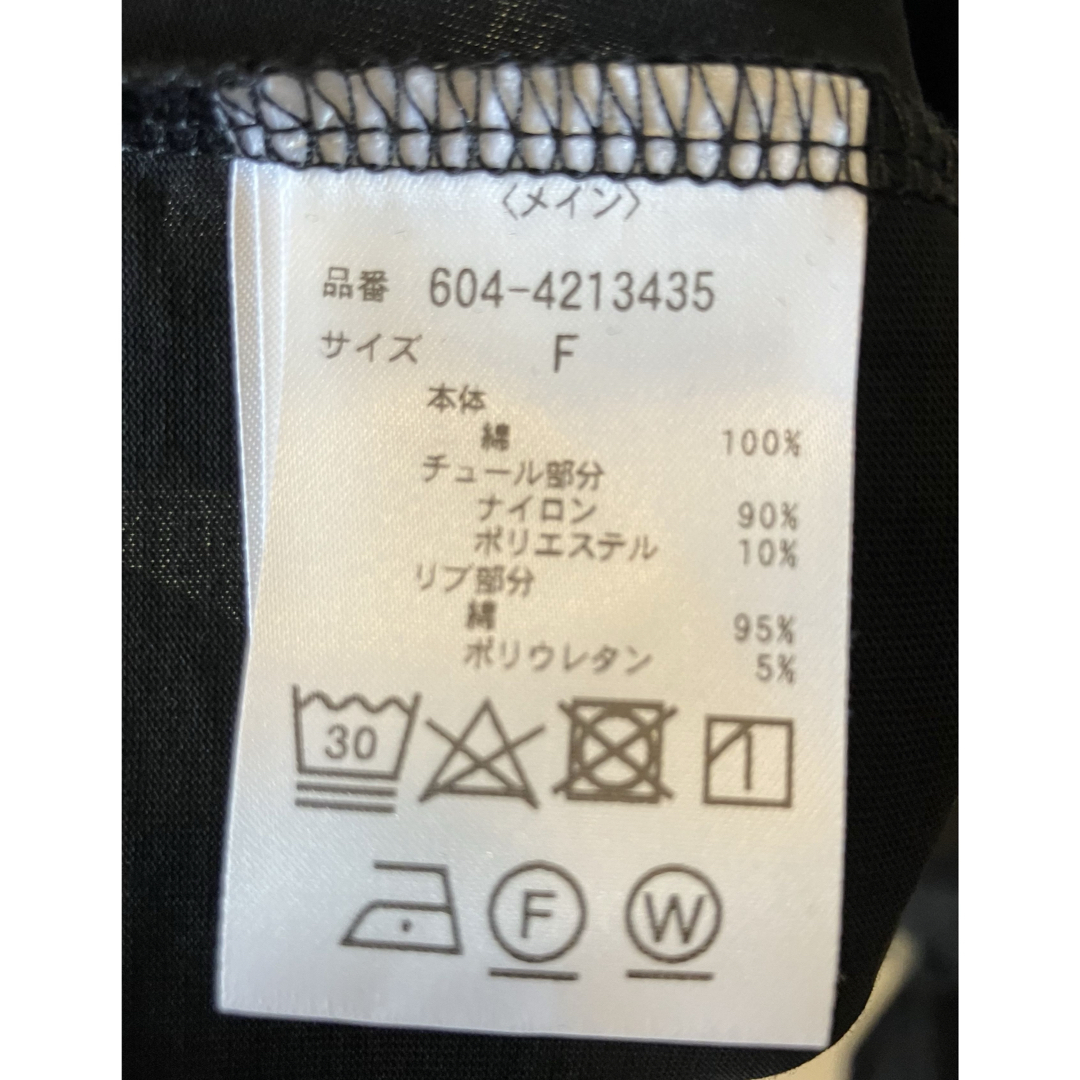 〈メイン〉
品番 604-4213435
サイズ F
本体
綿 100%
チュール部分
ナイロン 90%
ポリエステル 10%
リブ部分
綿 95%
ポリウレタン 5%
30
F W